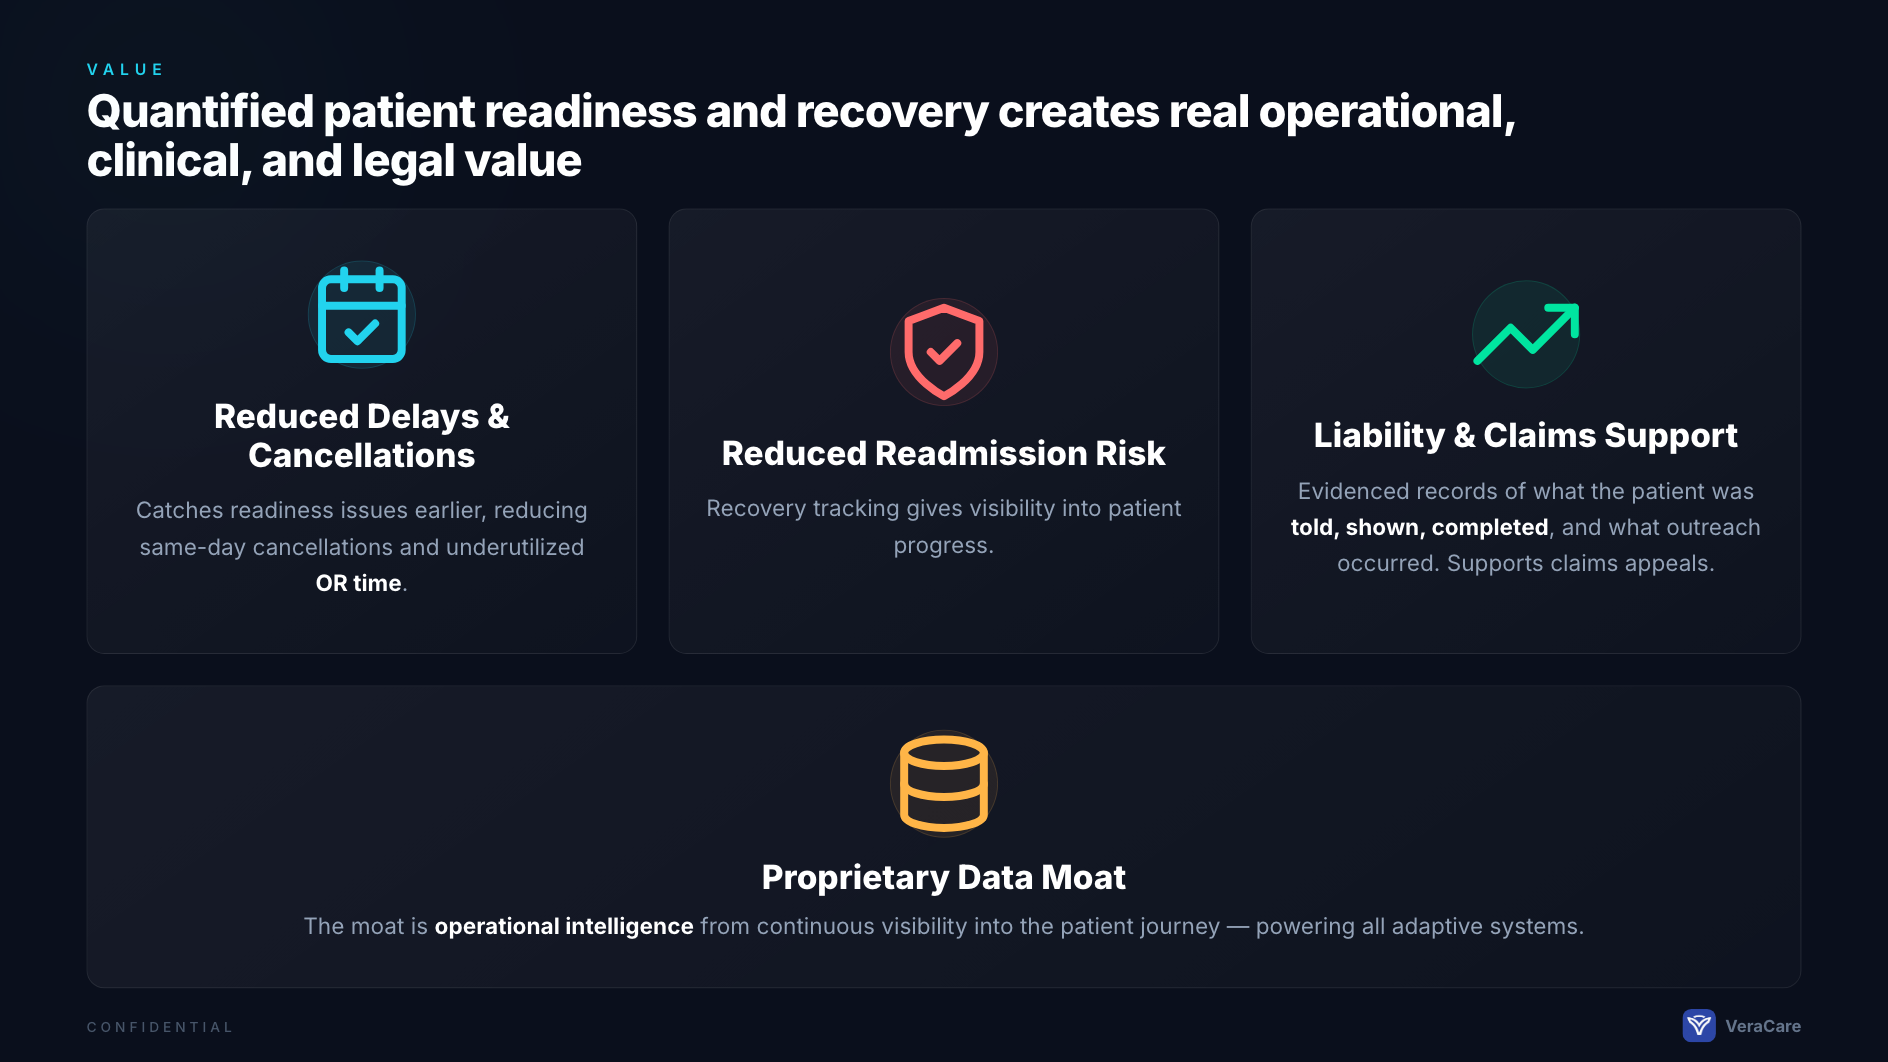 VALUE
Quantified patient readiness and recovery creates real operational,
clinical, and legal value
Reduced Delays &
Cancellations
Catches readiness issues earlier, reducing
same-day cancellations and underutilized
OR time.
Reduced Readmission Risk
Recovery tracking gives visibility into patient
progress.
Liability & Claims Support
Evidenced records of what the patient was
told, shown, completed, and what outreach
occurred. Supports claims appeals.
Proprietary Data Moat
The moat is operational intelligence from continuous visibility into the patient journey — powering all adaptive systems.
CONFIDENTIAL
VeraCare